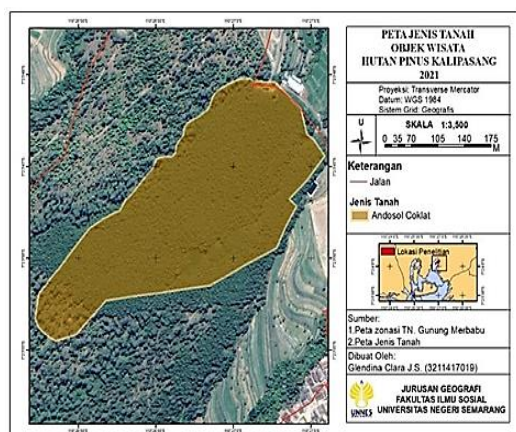 PETA JENIS TANAH
OBJEK WISATA
HUTAN PINUS KALIPASANG
2021
Proyeksi: Transverse Mercator
Datum: WGS 1984
Sistem Grid: Geografis
U
SKALA 1:3,500
0 35 70 105 140 175
M
Keterangan
Jalan
Jenis Tanah
Andosol Coklat
Lokasi Penelitian
Sumber:
1.Peta zonasi TN. Gunung Merbabu
2.Peta Jenis Tanah
Dibuat Oleh:
Glendina Clara J.S. (3211417019)
UNNES
JURUSAN GEOGRAFI
FAKULTAS ILMU SOSIAL
UNIVERSITAS NEGERI SEMARANG